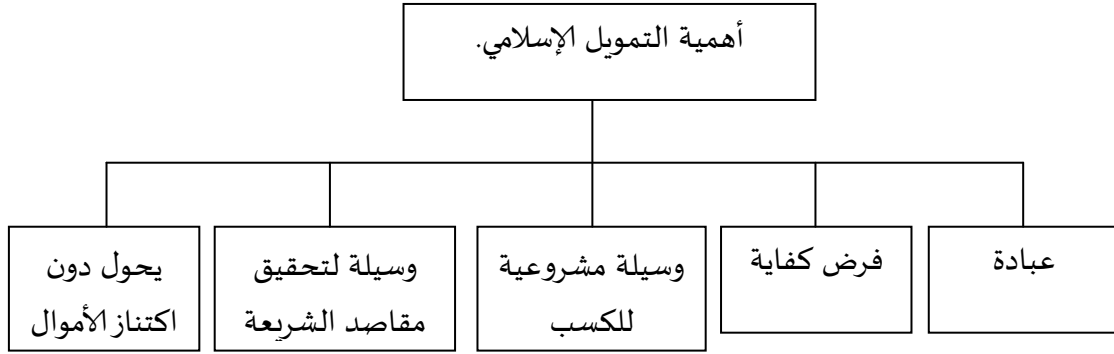 أهمية التمويل الإسلامي.
عبادة
فرض كفاية
وسيلة مشروعية
للكسب
وسيلة لتحقيق
مقاصد الشريعة
يحول دون
اكتناز الأموال